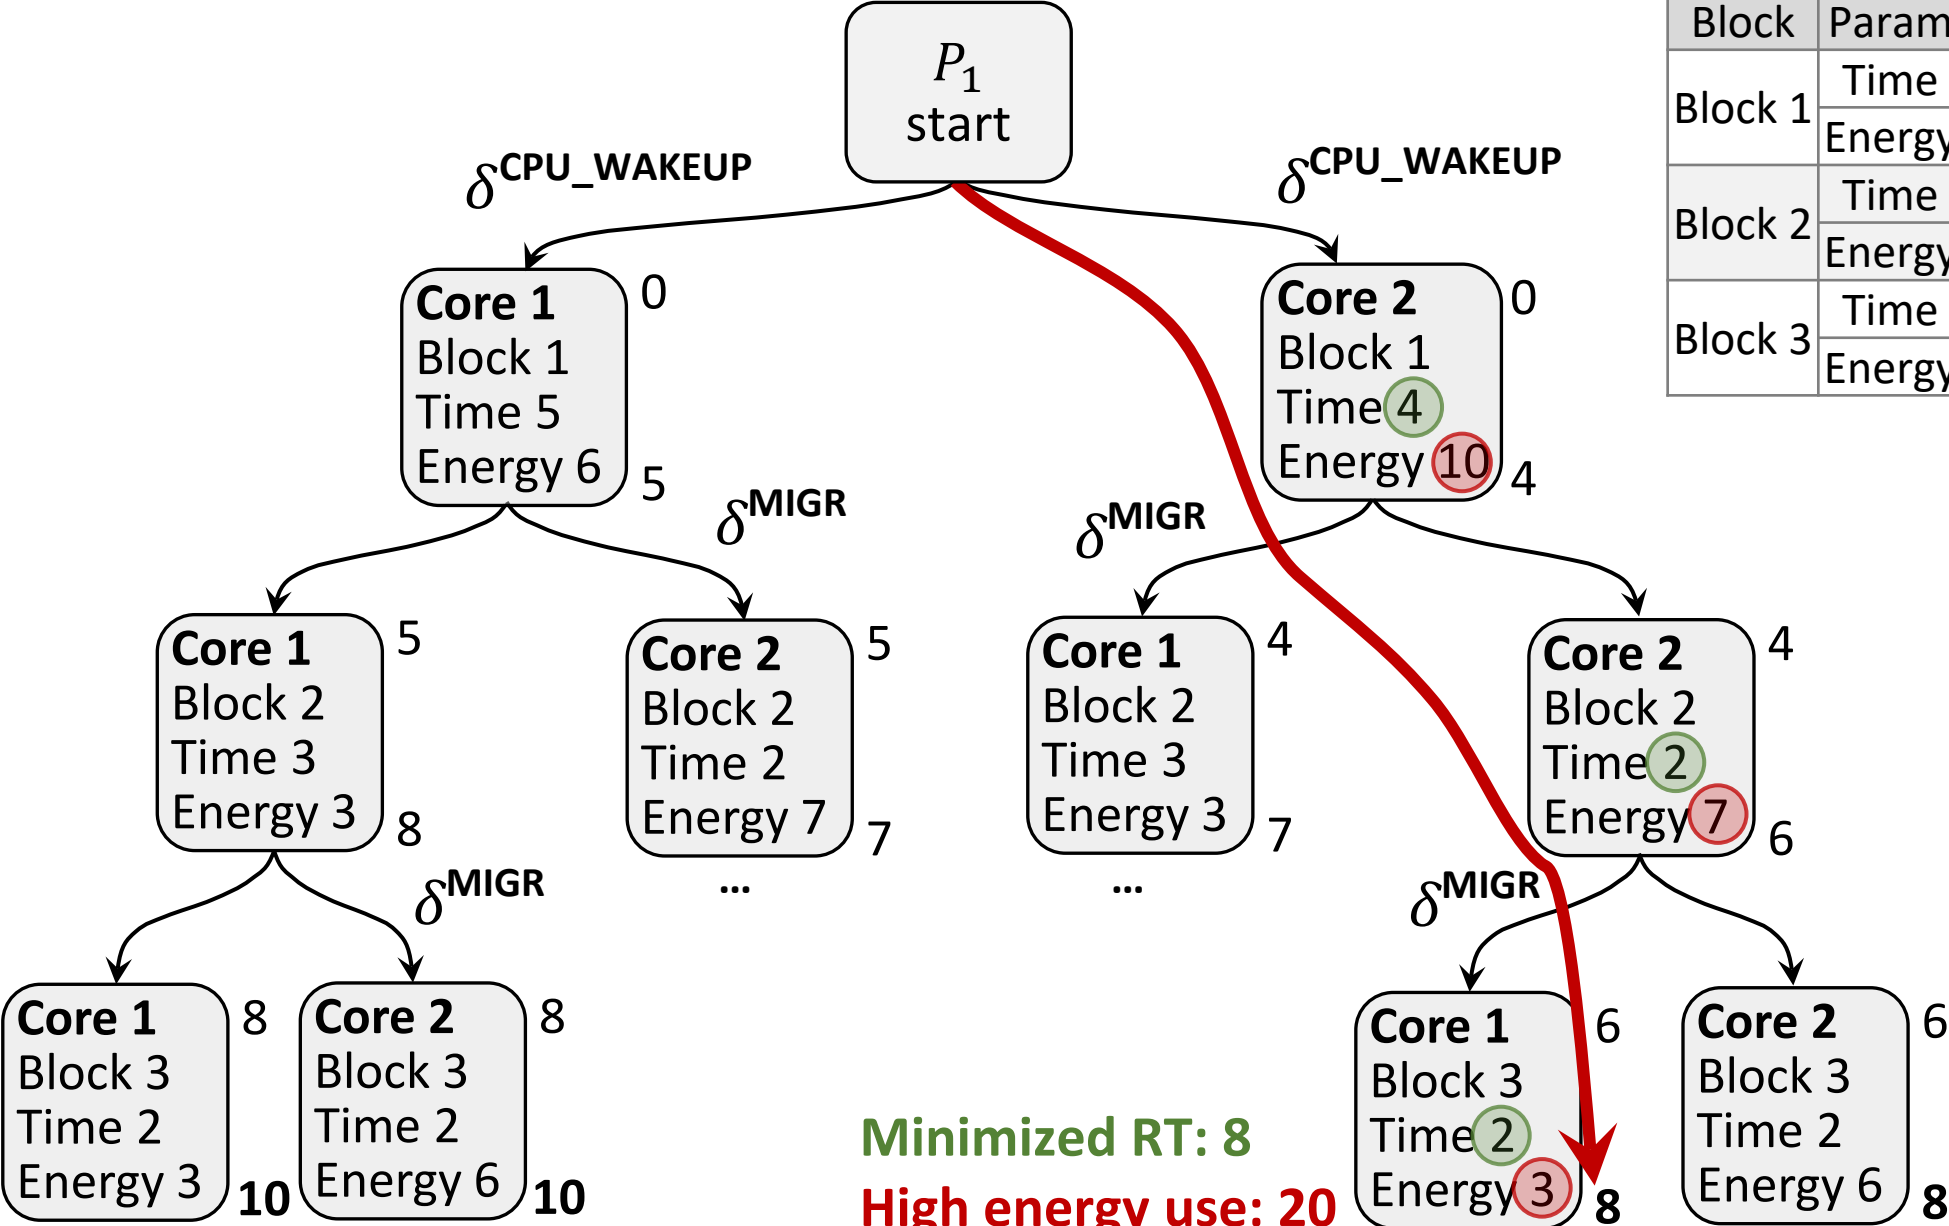 P₁
start
Block Param
Block 1
Time
Energy
Block 2
Time
Energy
Block 3
Time
Energy
δ^CPU_WAKEUP
δ^CPU_WAKEUP
Core 1
Block 1
Time 5
Energy 6
0
5
Core 2
Block 1
Time 4
Energy 10
0
4
δ^MIGR
δ^MIGR
Core 1
Block 2
Time 3
Energy 3
5
8
Core 2
Block 2
Time 2
Energy 7
5
7
...
Core 1
Block 2
Time 3
Energy 3
4
7
...
Core 2
Block 2
Time 2
Energy 7
4
6
δ^MIGR
δ^MIGR
Core 1
Block 3
Time 2
Energy 3
8
10
Core 2
Block 3
Time 2
Energy 6
8
10
Minimized RT: 8
High energy use: 20
Core 1
Block 3
Time 2
Energy 3
6
8
Core 2
Block 3
Time 2
Energy 6
6
8